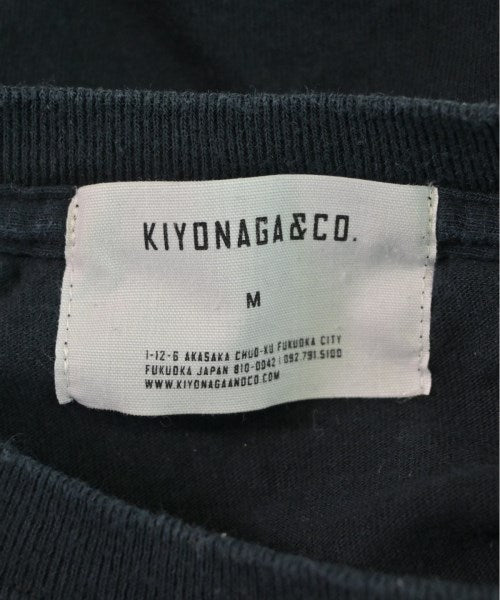 KIYONAGA&CO.
M
1-12-6 AKASAKA CHUO-KU FUKUOKA CITY
FUKUOKA JAPAN 810-0042 | 092.791.5100
WWW.KIYONAGAANDCO.COM